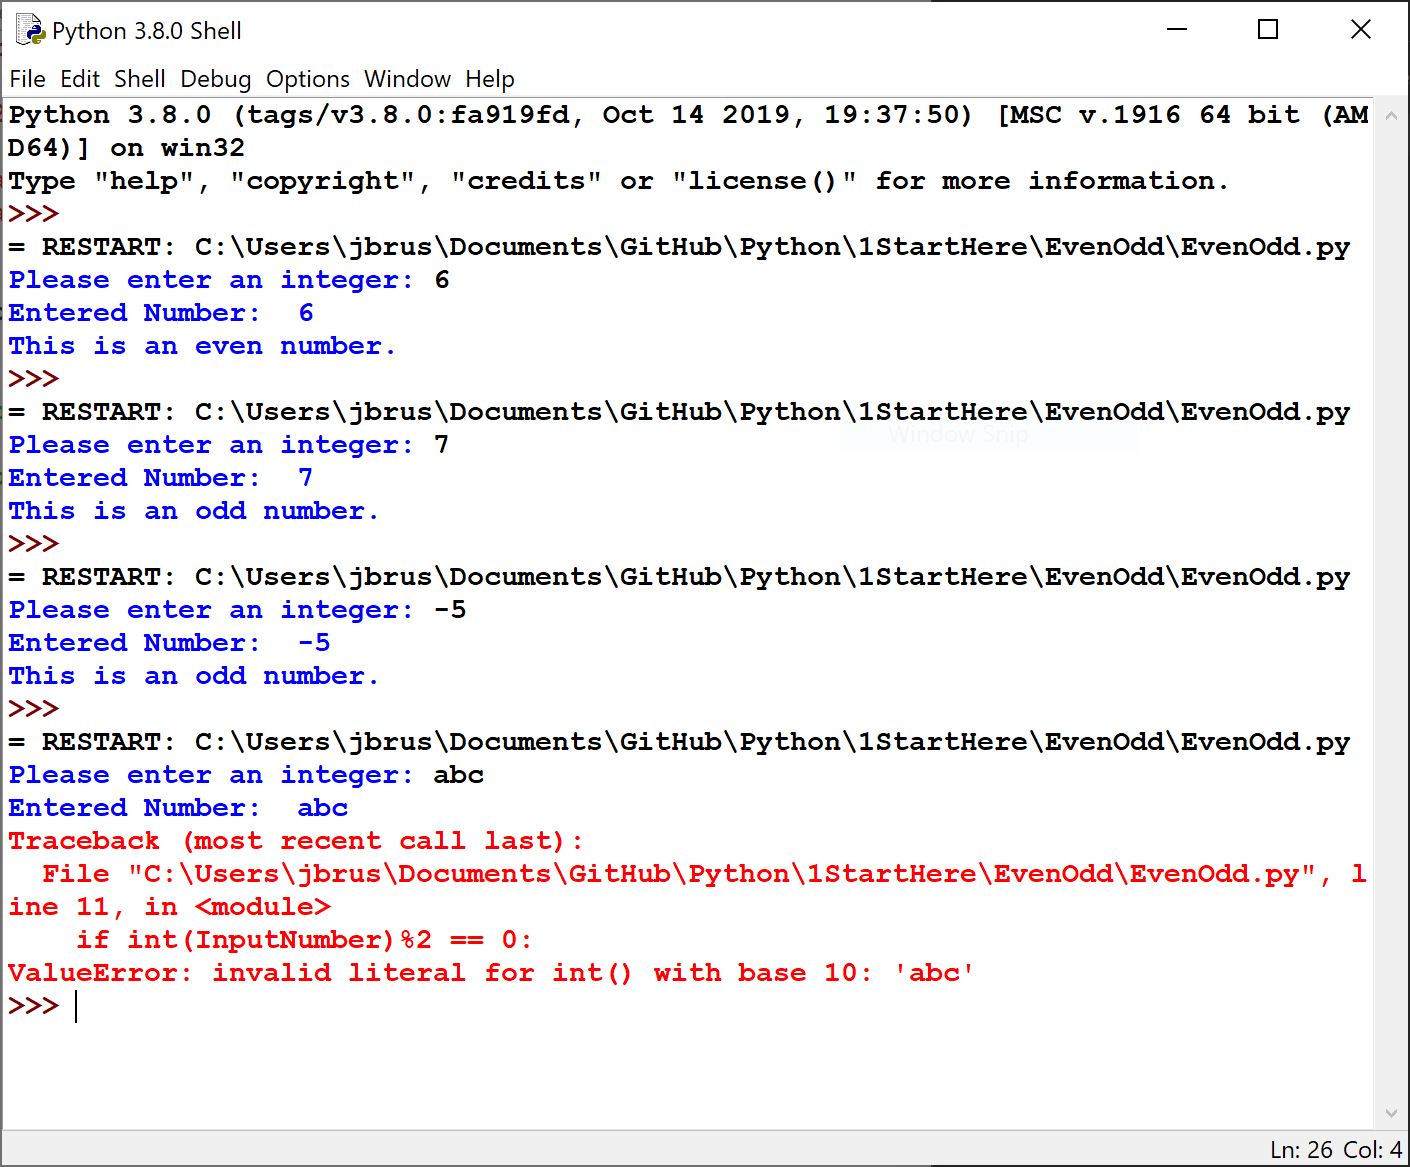 Python 3.8.0 Shell
File Edit Shell Debug Options Window Help
Python 3.8.0 (tags/v3.8.0:fa919fd, Oct 14 2019, 19:37:50) [MSC v.1916 64 bit (AM
D64)] on win32
Type "help", "copyright", "credits" or "license()" for more information.
>>>
= RESTART: C:\Users\jbrus\Documents\GitHub\Python\1StartHere\EvenOdd\EvenOdd.py
Please enter an integer: 6
Entered Number:  6
This is an even number.
>>>
= RESTART: C:\Users\jbrus\Documents\GitHub\Python\1StartHere\EvenOdd\EvenOdd.py
Window Snip
Please enter an integer: 7
Entered Number:  7
This is an odd number.
>>>
= RESTART: C:\Users\jbrus\Documents\GitHub\Python\1StartHere\EvenOdd\EvenOdd.py
Please enter an integer: -5
Entered Number:  -5
This is an odd number.
>>>
= RESTART: C:\Users\jbrus\Documents\GitHub\Python\1StartHere\EvenOdd\EvenOdd.py
Please enter an integer: abc
Entered Number:  abc
Traceback (most recent call last):
  File "C:\Users\jbrus\Documents\GitHub\Python\1StartHere\EvenOdd\EvenOdd.py", l
ine 11, in <module>
    if int(InputNumber)%2 == 0:
ValueError: invalid literal for int() with base 10: 'abc'
>>>
Ln: 26 Col: 4